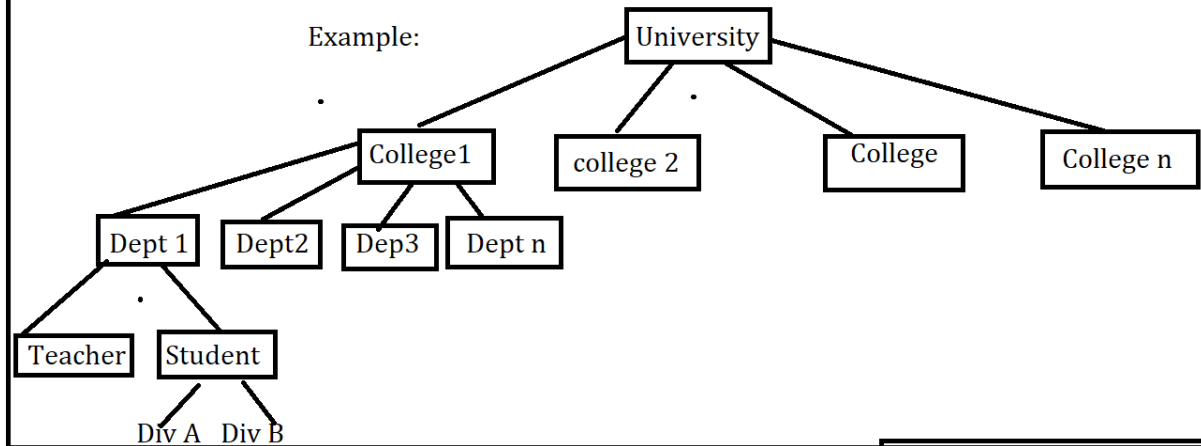 Example:
University
College1
college 2
College
College n
Dept 1
Dept2
Dep3
Dept n
Teacher
Student
Div A
Div B